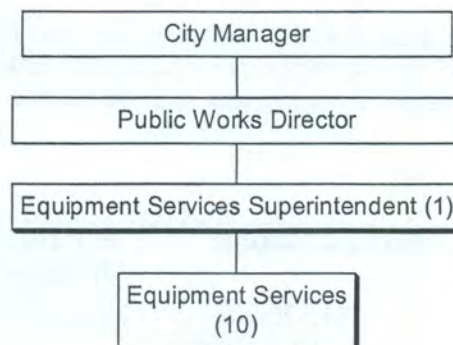 City Manager
Public Works Director
Equipment Services Superintendent (1)
Equipment Services
(10)